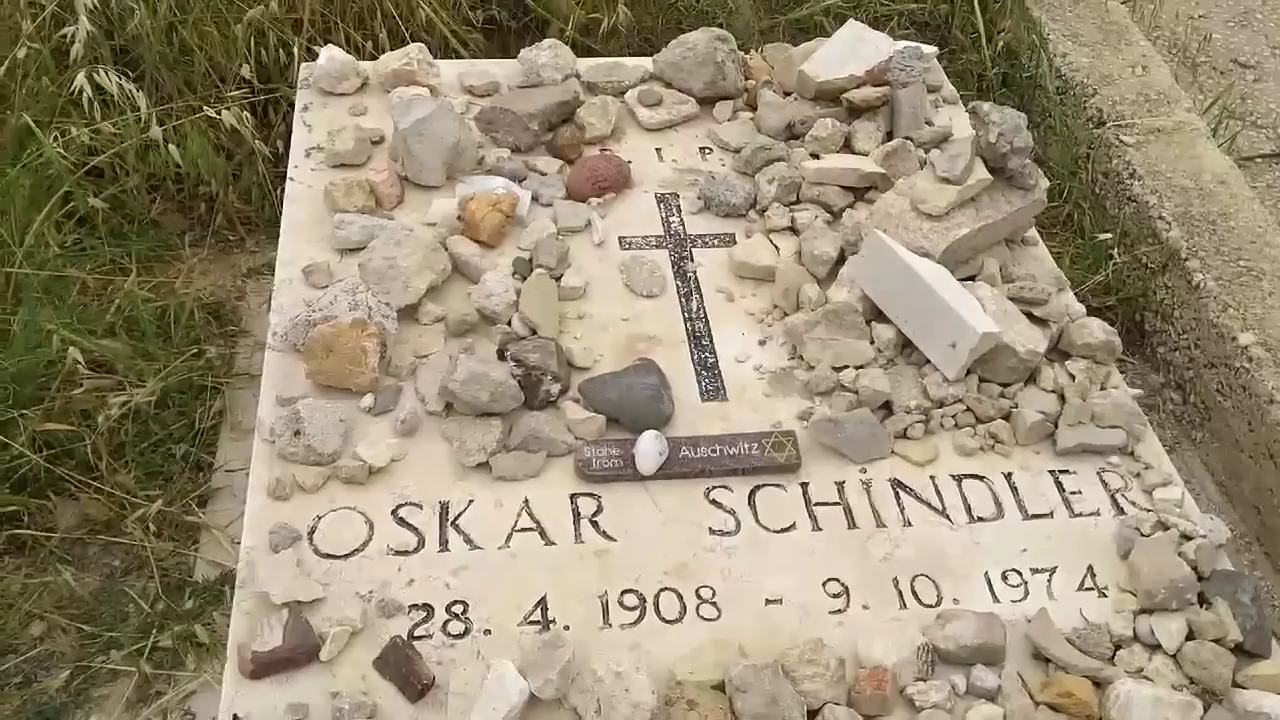 I. P.
Stone from Auschwitz
OSKAR SCHiNDLER
28. 4. 1908 - 9. 10. 1974